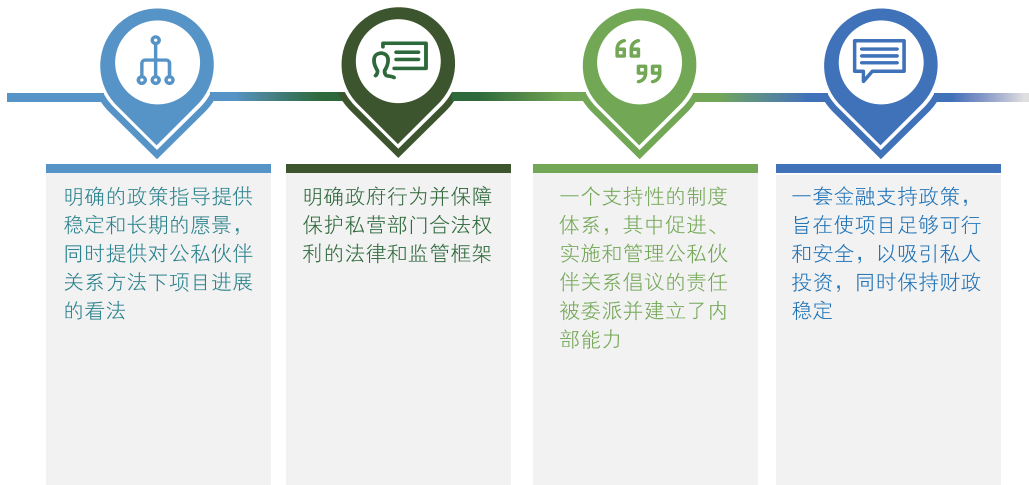 明确的政策指导提供
稳定和长期的愿景，
同时提供对公私伙伴
关系方法下项目进展
的看法
明确政府行为并保障
保护私营部门合法权
利的法律和监管框架
一个支持性的制度
体系，其中促进、
实施和管理公私伙
伴关系倡议的责任
被委派并建立了内
部能力
一套金融支持政策，
旨在使项目足够可行
和安全，以吸引私人
投资，同时保持财政
稳定